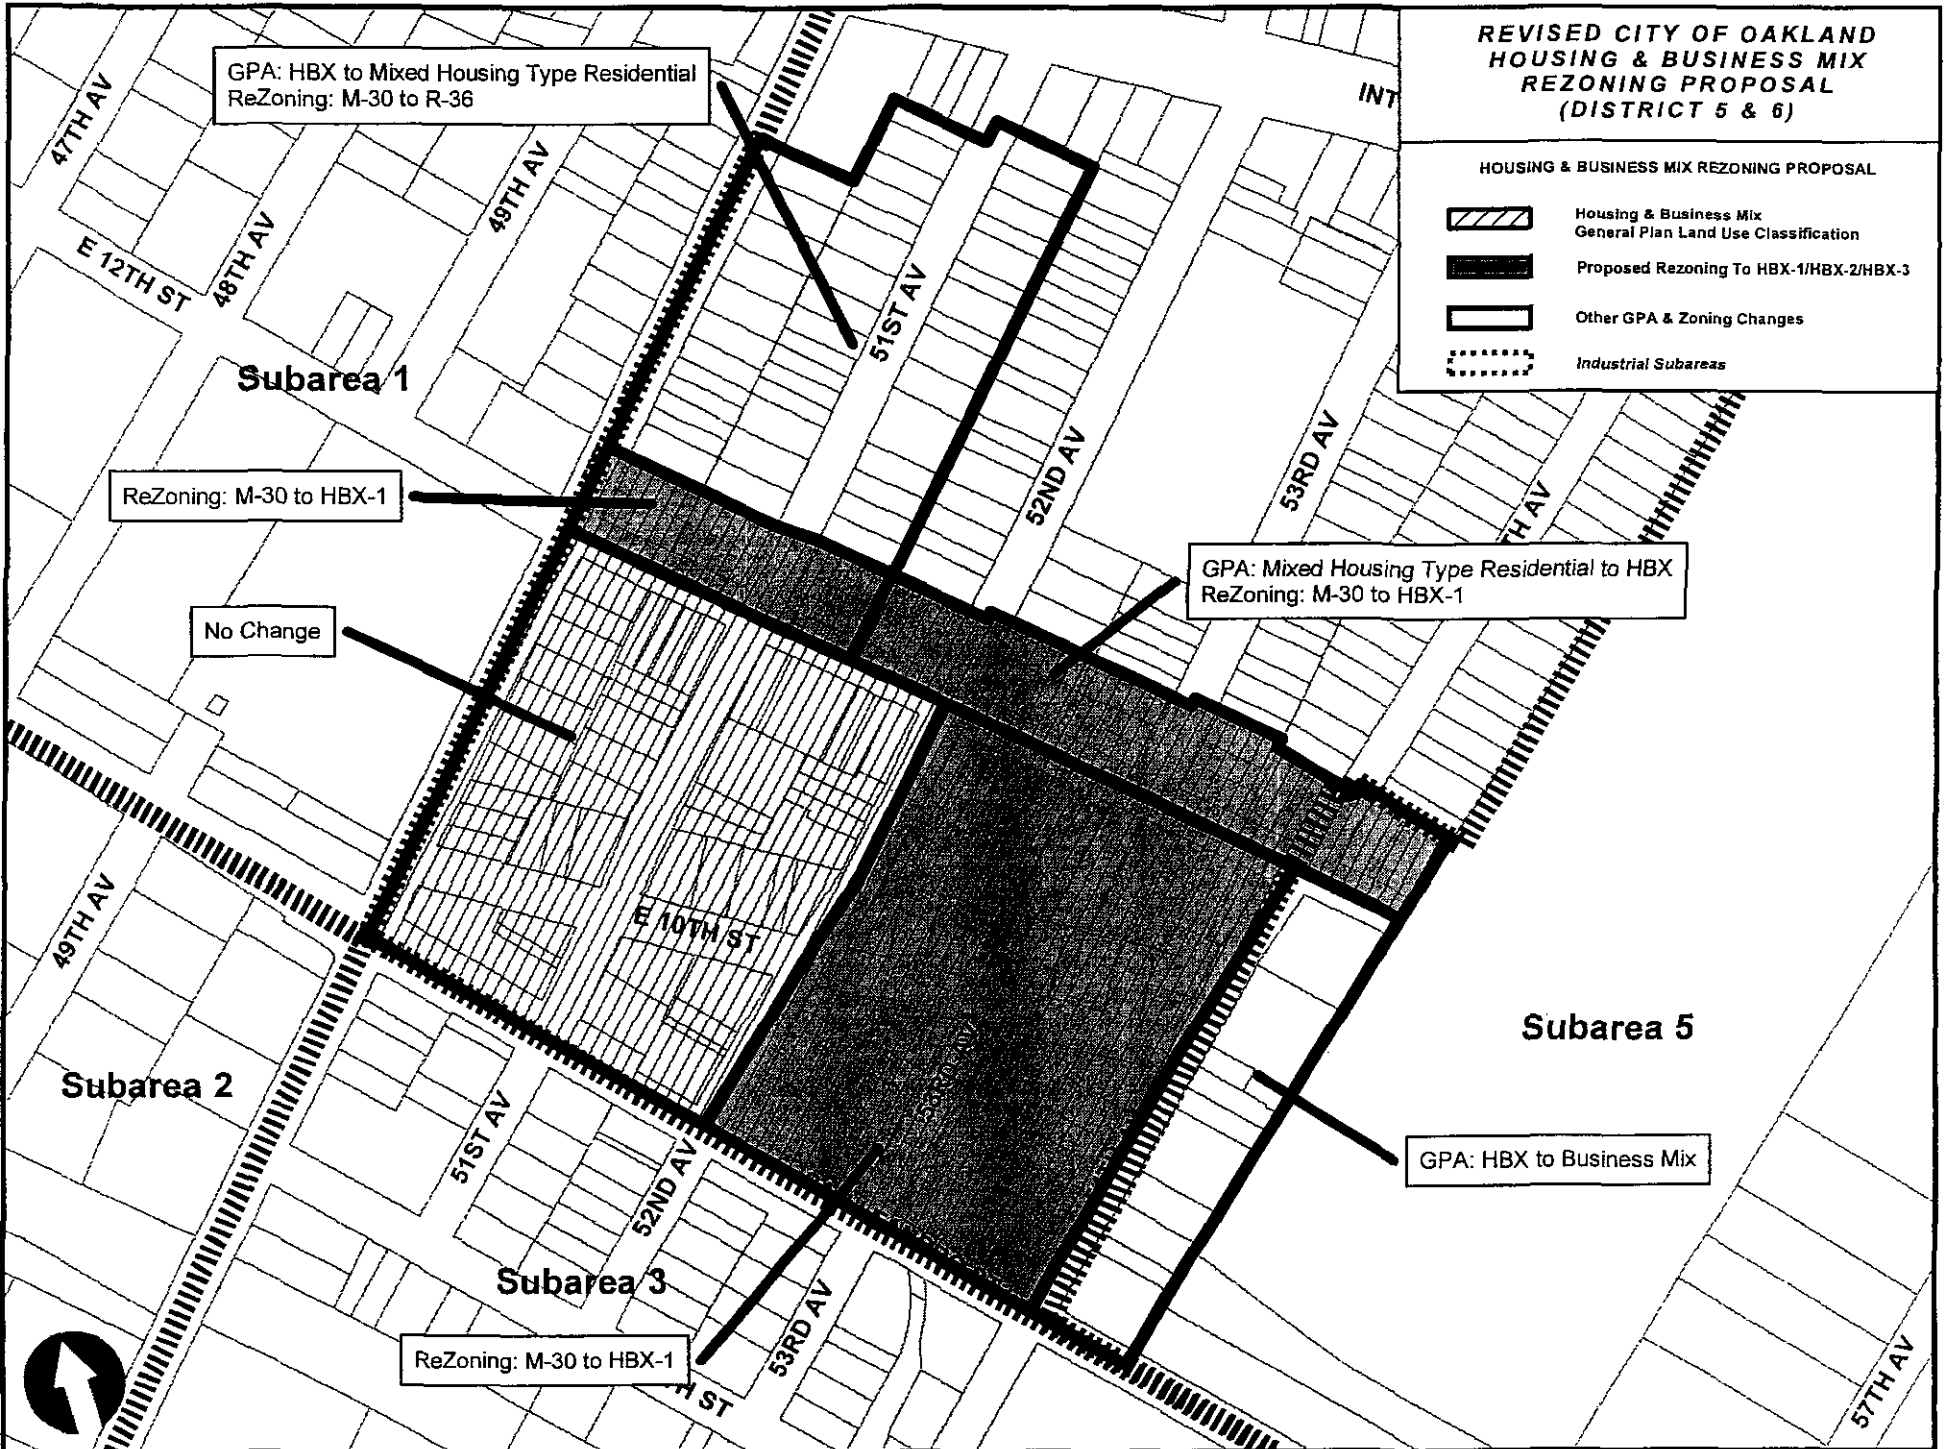 REVISED CITY OF OAKLAND
HOUSING & BUSINESS MIX
REZONING PROPOSAL
(DISTRICT 5 & 6)
HOUSING & BUSINESS MIX REZONING PROPOSAL
Housing & Business Mix
General Plan Land Use Classification
Proposed Rezoning To HBX-1/HBX-2/HBX-3
Other GPA & Zoning Changes
Industrial Subareas
GPA: HBX to Mixed Housing Type Residential
ReZoning: M-30 to R-36
INT
47TH AV
49TH AV
48TH AV
E 12TH ST
51ST AV
Subarea 1
52ND AV
53RD AV
TH AV
ReZoning: M-30 to HBX-1
GPA: Mixed Housing Type Residential to HBX
ReZoning: M-30 to HBX-1
No Change
49TH AV
E 10TH ST
53RD AV
Subarea 5
Subarea 2
51ST AV
52ND AV
GPA: HBX to Business Mix
Subarea 3
53RD AV
ReZoning: M-30 to HBX-1
TH ST
57TH AV